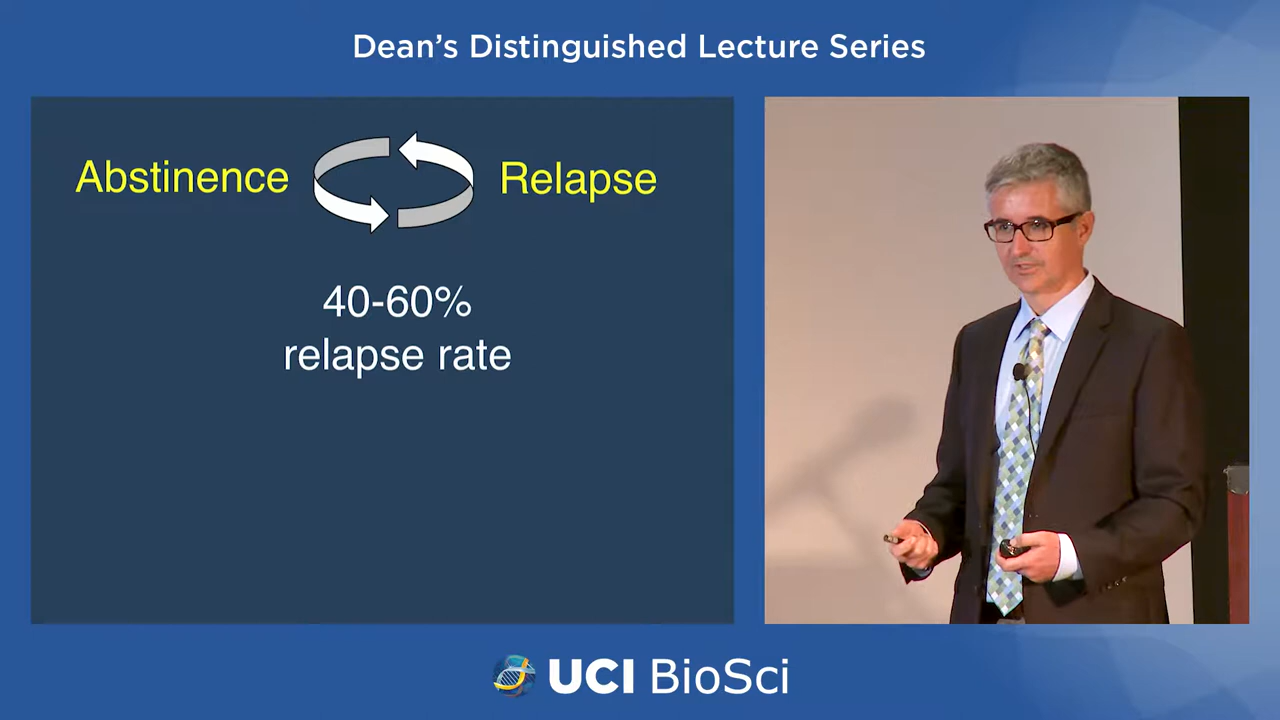 Dean's Distinguished Lecture Series
Abstinence Relapse
40-60%
relapse rate
UCI BioSci